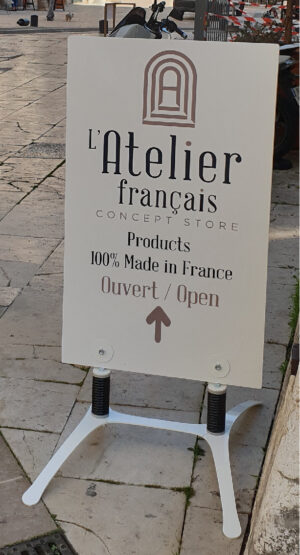 L'Atelier
français
CONCEPT STORE
Products
100% Made in France
Ouvert / Open